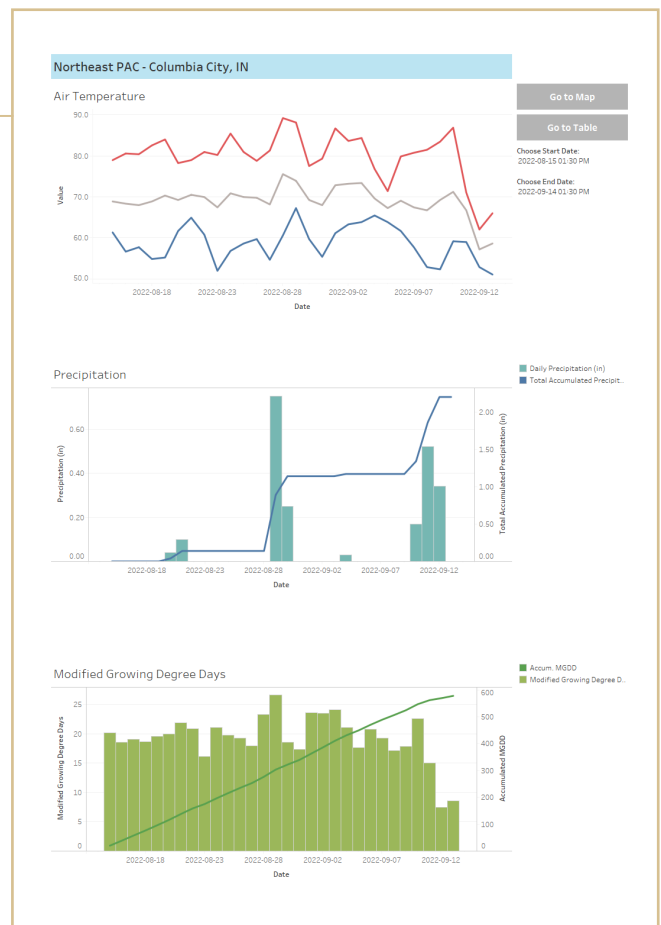 Northeast PAC - Columbia City, IN
Go to Map
Go to Table
Choose Start Date:
2022-08-15 01:30 PM
Choose End Date:
2022-09-14 01:30 PM
Air Temperature
90.0
80.0
70.0
60.0
50.0
Value
2022-08-18 2022-08-23 2022-08-28 2022-09-02 2022-09-07 2022-09-12
Date
Precipitation
Daily Precipitation (in)
Total Accumulated Precipit..
0.60
0.40
0.20
0.00
Precipitation (in)
2.00
1.50
1.00
0.50
0.00
Total Accumulated Precipitation (in)
2022-08-18 2022-08-23 2022-08-28 2022-09-02 2022-09-07 2022-09-12
Date
Modified Growing Degree Days
Accum. MGDD
Modified Growing Degree D..
25
20
15
10
5
0
Modified Growing Degree Days
600
500
400
300
200
100
0
Accumulated MGDD
2022-08-18 2022-08-23 2022-08-28 2022-09-02 2022-09-07 2022-09-12
Date